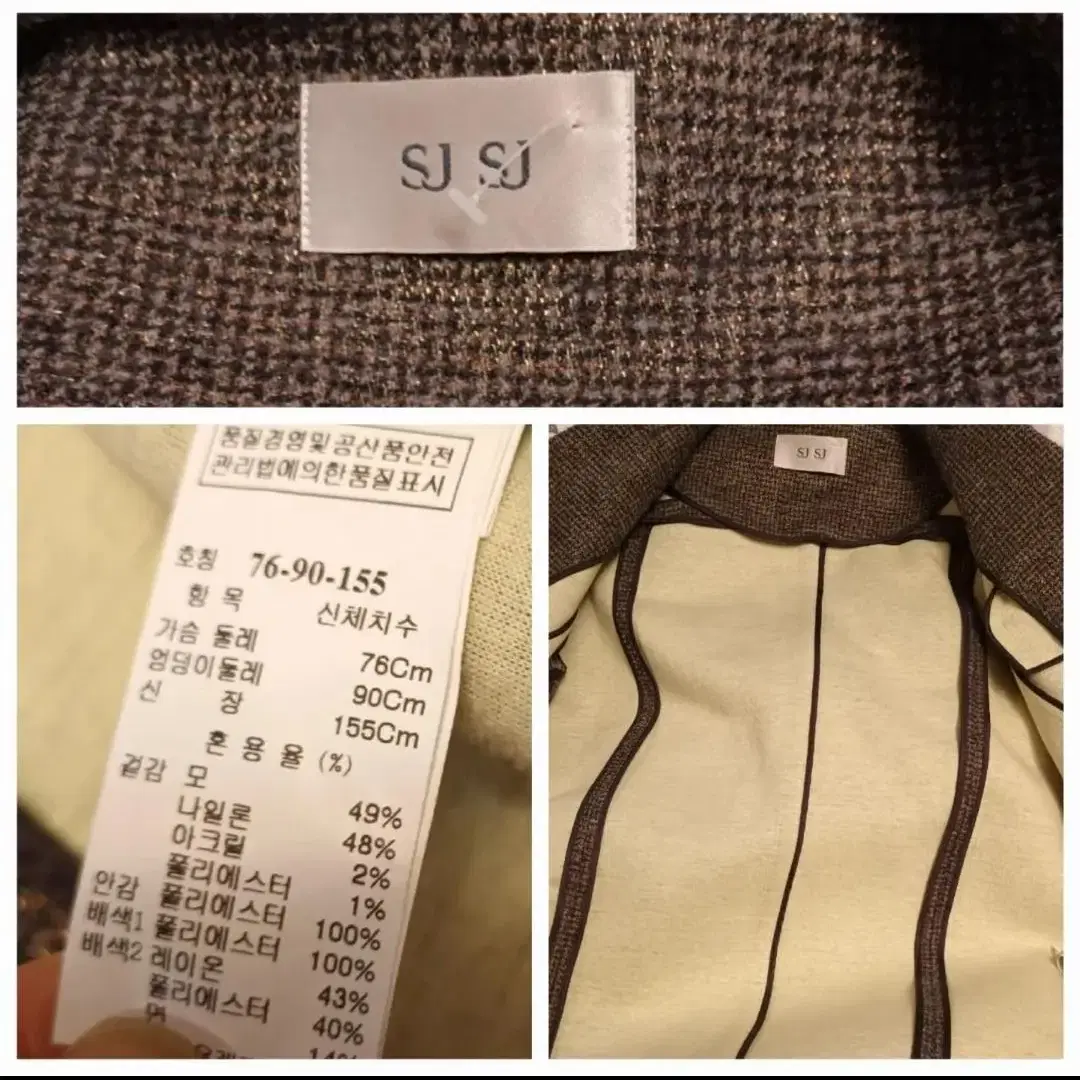 SJ SJ
품질경영및공산품안전
관리법에의한품질표시
호칭 76-90-155
항 목 신체치수
가슴 둘레 76Cm
엉덩이둘레 90Cm
신 장 155Cm
혼 용 율 (%)
겉감 모 49%
나일론 48%
아크릴 2%
폴리에스터 1%
안감 폴리에스터 100%
배색1 폴리에스터 100%
배색2 레이온 43%
폴리에스터 40%
면 14%
SJ SJ